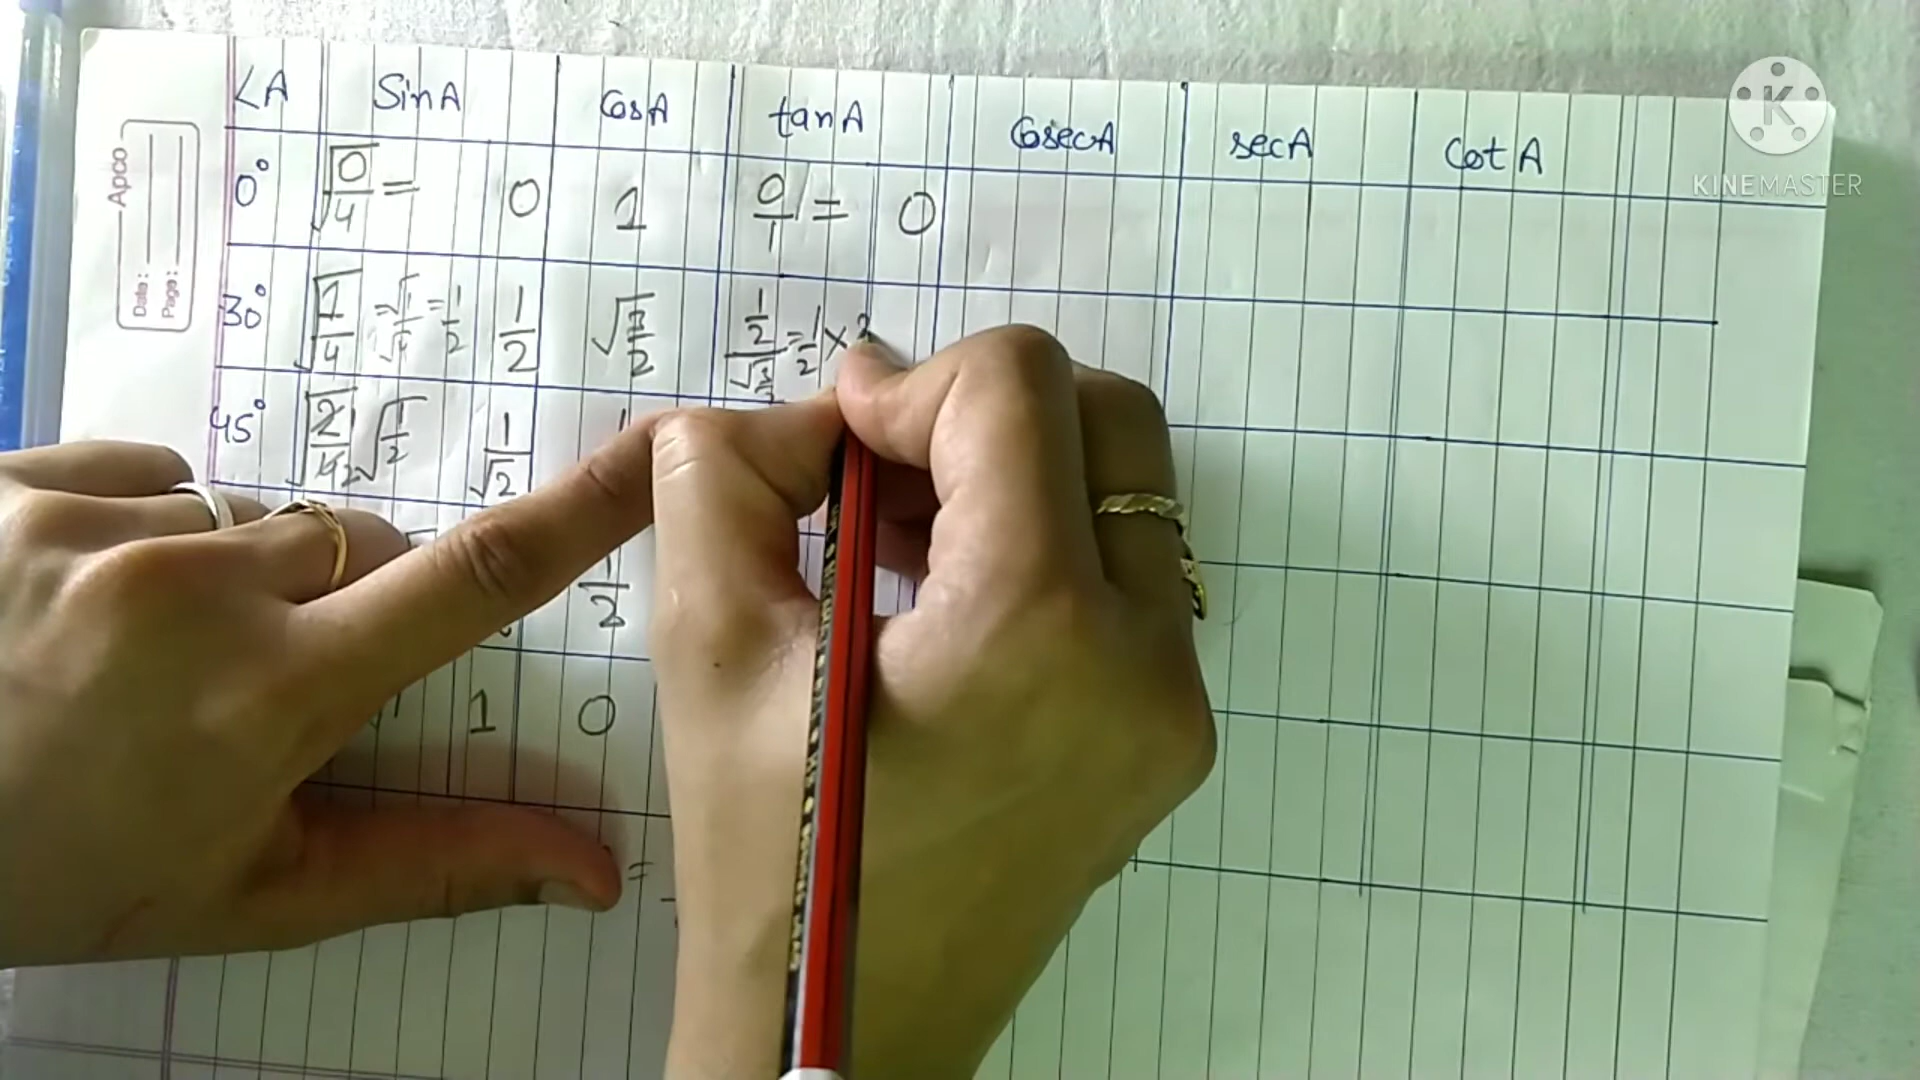 ∠A SinA CosA tanA CosecA secA Cot A
0° √0/√4 = 0 1 0/1 = 0
30° √1/√4 = √1/√4 = 1/2 1/2 √3/2 1/2/√3/2 = 1/2 ×
45° √2/√4 2 √1/2 1/√2 1
1/2
1 0
=
Apco
Date:
Page:
KINEMASTER